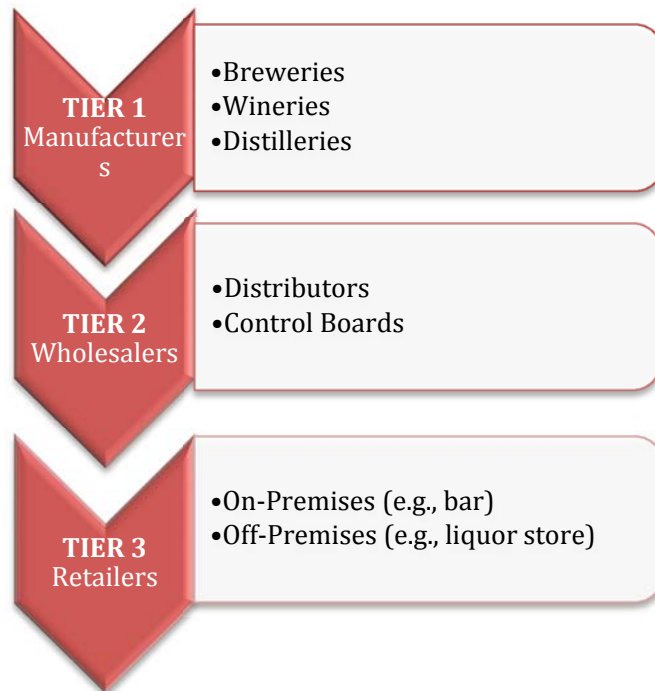 TIER 1
Manufacturer
s
•Breweries
•Wineries
•Distilleries
TIER 2
Wholesalers
•Distributors
•Control Boards
TIER 3
Retailers
•On-Premises (e.g., bar)
•Off-Premises (e.g., liquor store)